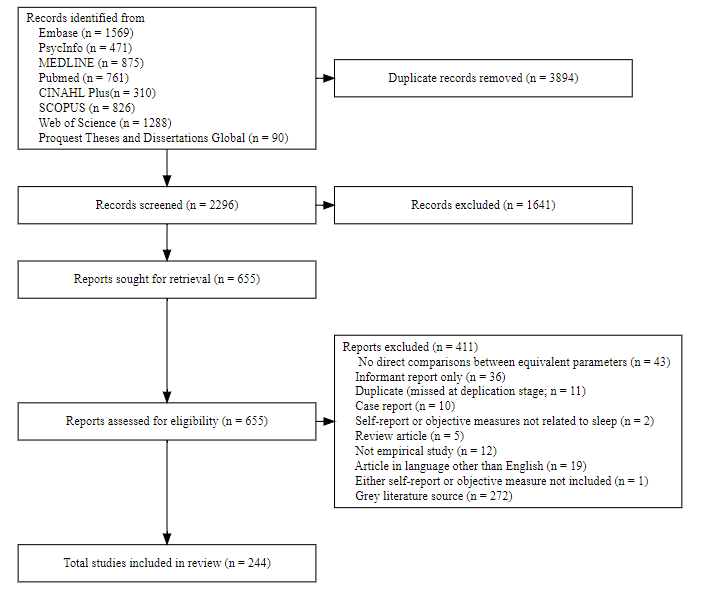 Records identified from
Embase (n = 1569)
PsycInfo (n = 471)
MEDLINE (n = 875)
Pubmed (n = 761)
CINAHL Plus(n = 310)
SCOPUS (n = 826)
Web of Science (n = 1288)
Proquest Theses and Dissertations Global (n = 90)
Duplicate records removed (n = 3894)
Records screened (n = 2296)
Records excluded (n = 1641)
Reports sought for retrieval (n = 655)
Reports assessed for eligibility (n = 655)
Reports excluded (n = 411)
No direct comparisons between equivalent parameters (n = 43)
Informant report only (n = 36)
Duplicate (missed at deplication stage; n = 11)
Case report (n = 10)
Self-report or objective measures not related to sleep (n = 2)
Review article (n = 5)
Not empirical study (n = 12)
Article in language other than English (n = 19)
Either self-report or objective measure not included (n = 1)
Grey literature source (n = 272)
Total studies included in review (n = 244)